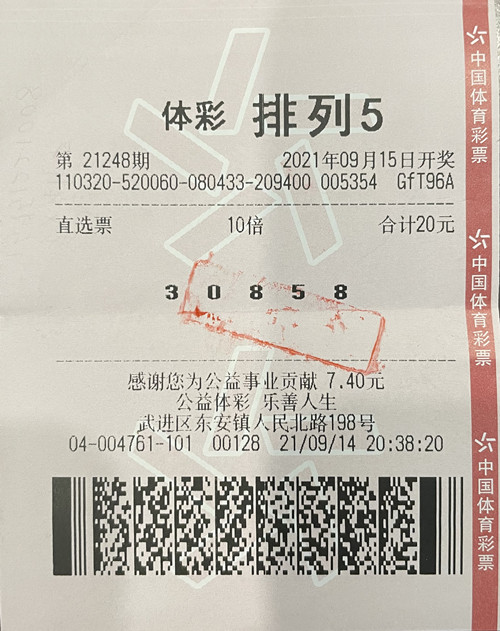 体彩 排列5
第 21248期 2021年09月15日开奖
110320-520060-080433-209400 005354 GfT96A
直选票 10倍 合计20元
3 0 8 5 8
感谢您为公益事业贡献 7.40元
公益体彩 乐善人生
武进区东安镇人民北路198号
04-004761-101 00128 21/09/14 20:38:20
中国体育彩票
中国体育彩票
中国体育彩票